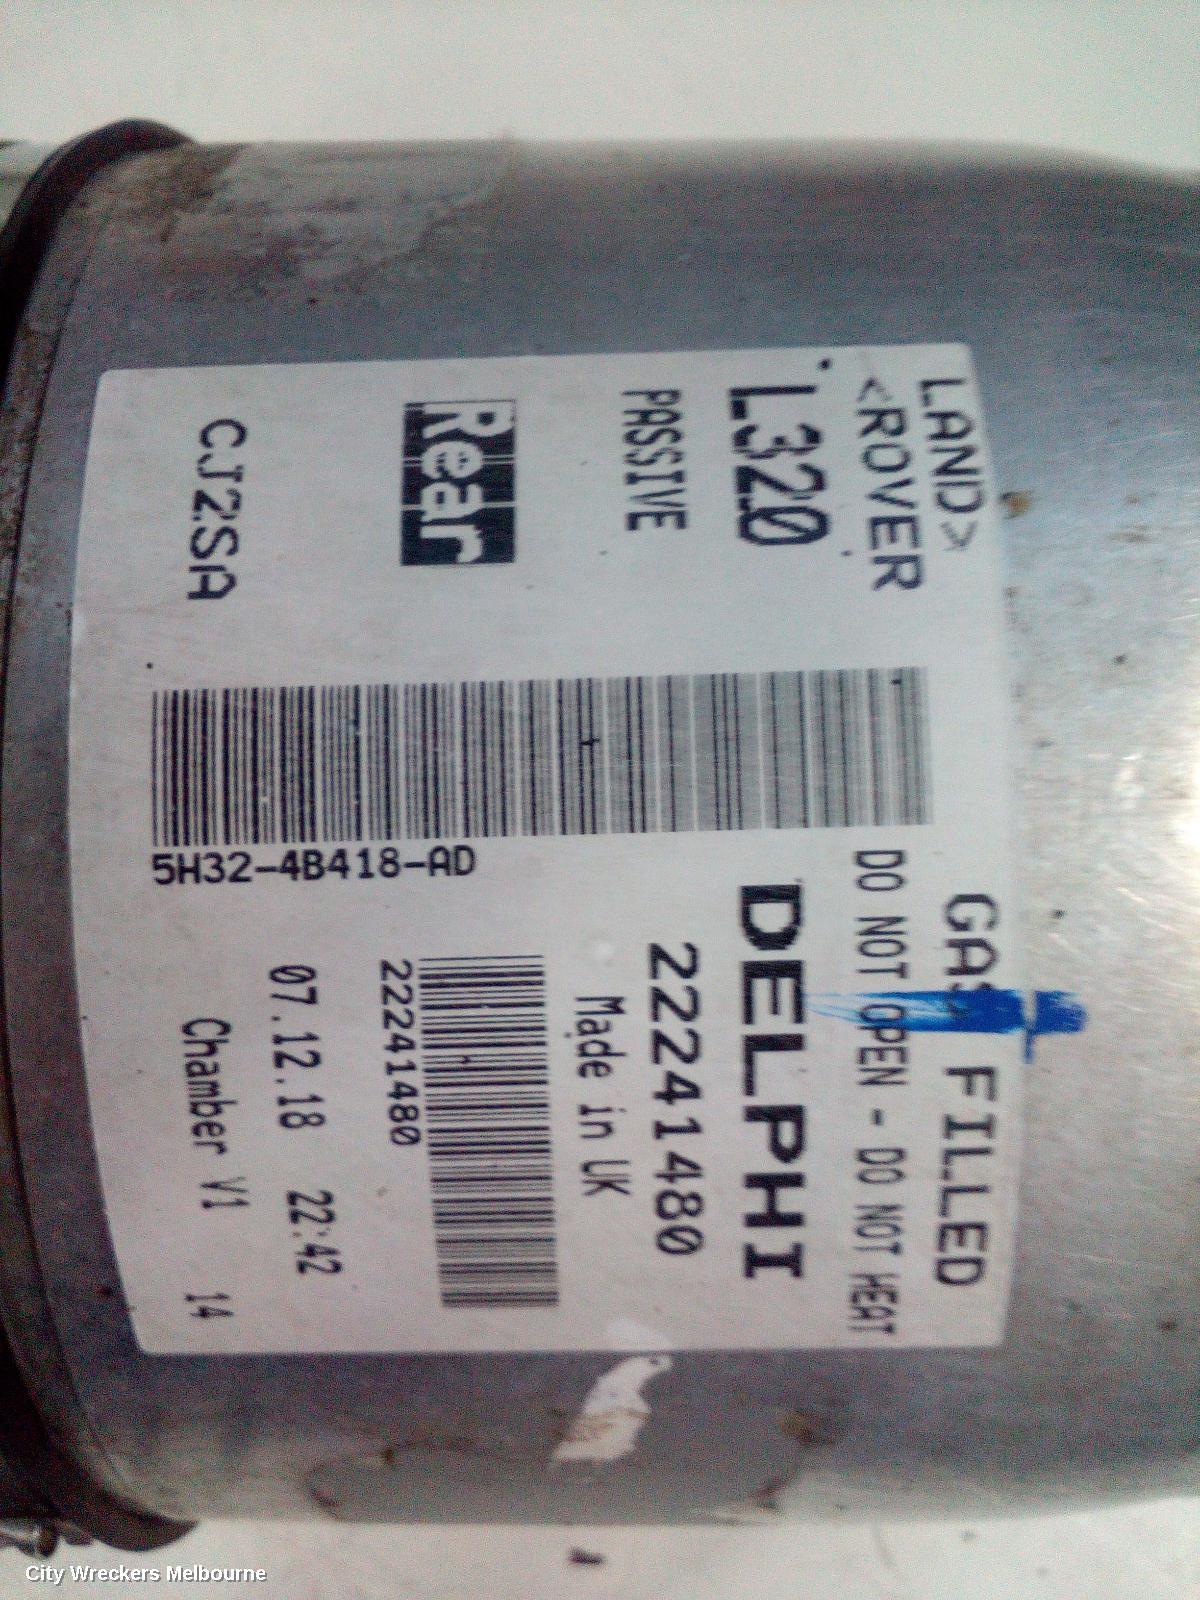 LAND>
<ROVER
L320
PASSIVE
Rear
CJ2SA
5H32-4B418-AD
GAS FILLED
DO NOT OPEN - DO NOT HEAT
DELPHI
22241480
Made in UK
22241480
07.12.18 22:42
Chamber V1 14
City Wreckers Melbourne